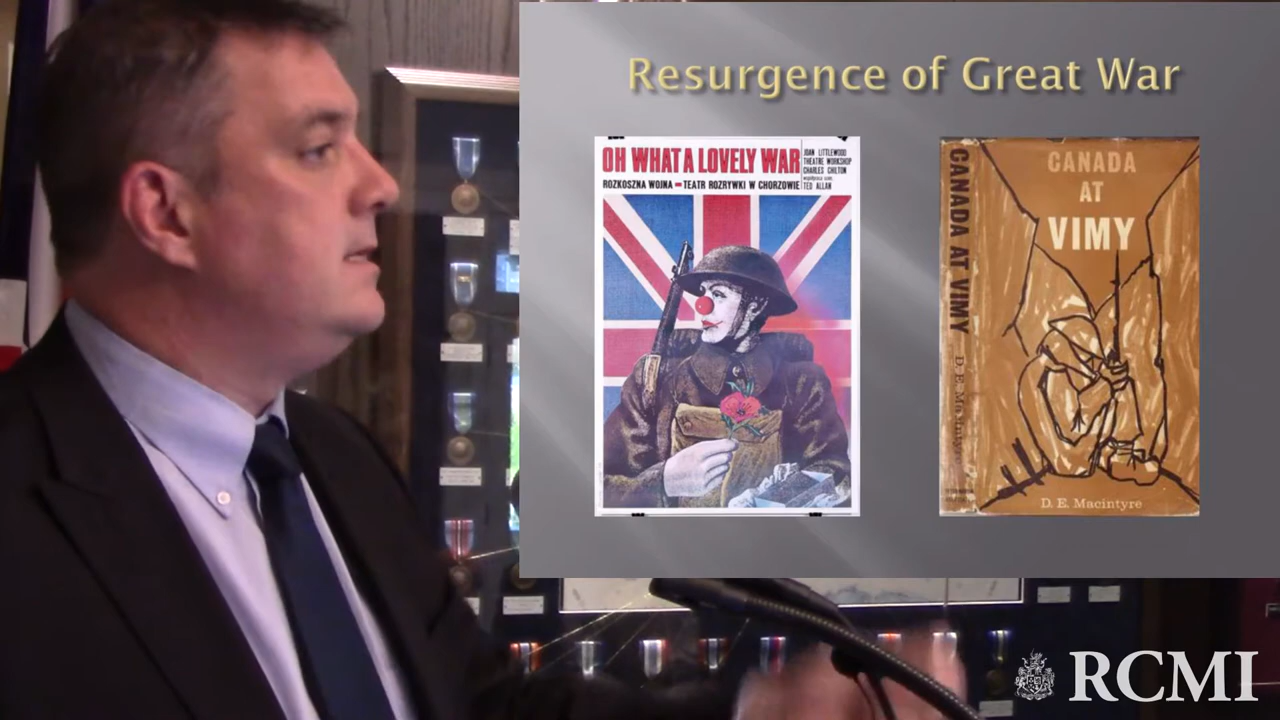 Resurgence of Great War
OH WHAT A LOVELY WAR
JOAN LITTLEWOOD
THEATRE WORKSHOP
CHARLES CHILTON
TED ALLAN
ROZKOSZNA WOJNA – TEATR ROZRYWKI W CHORZOWIE
CANADA AT VIMY
D. E. Macintyre
CANADA
AT
VIMY
D. E. Macintyre
RCMI